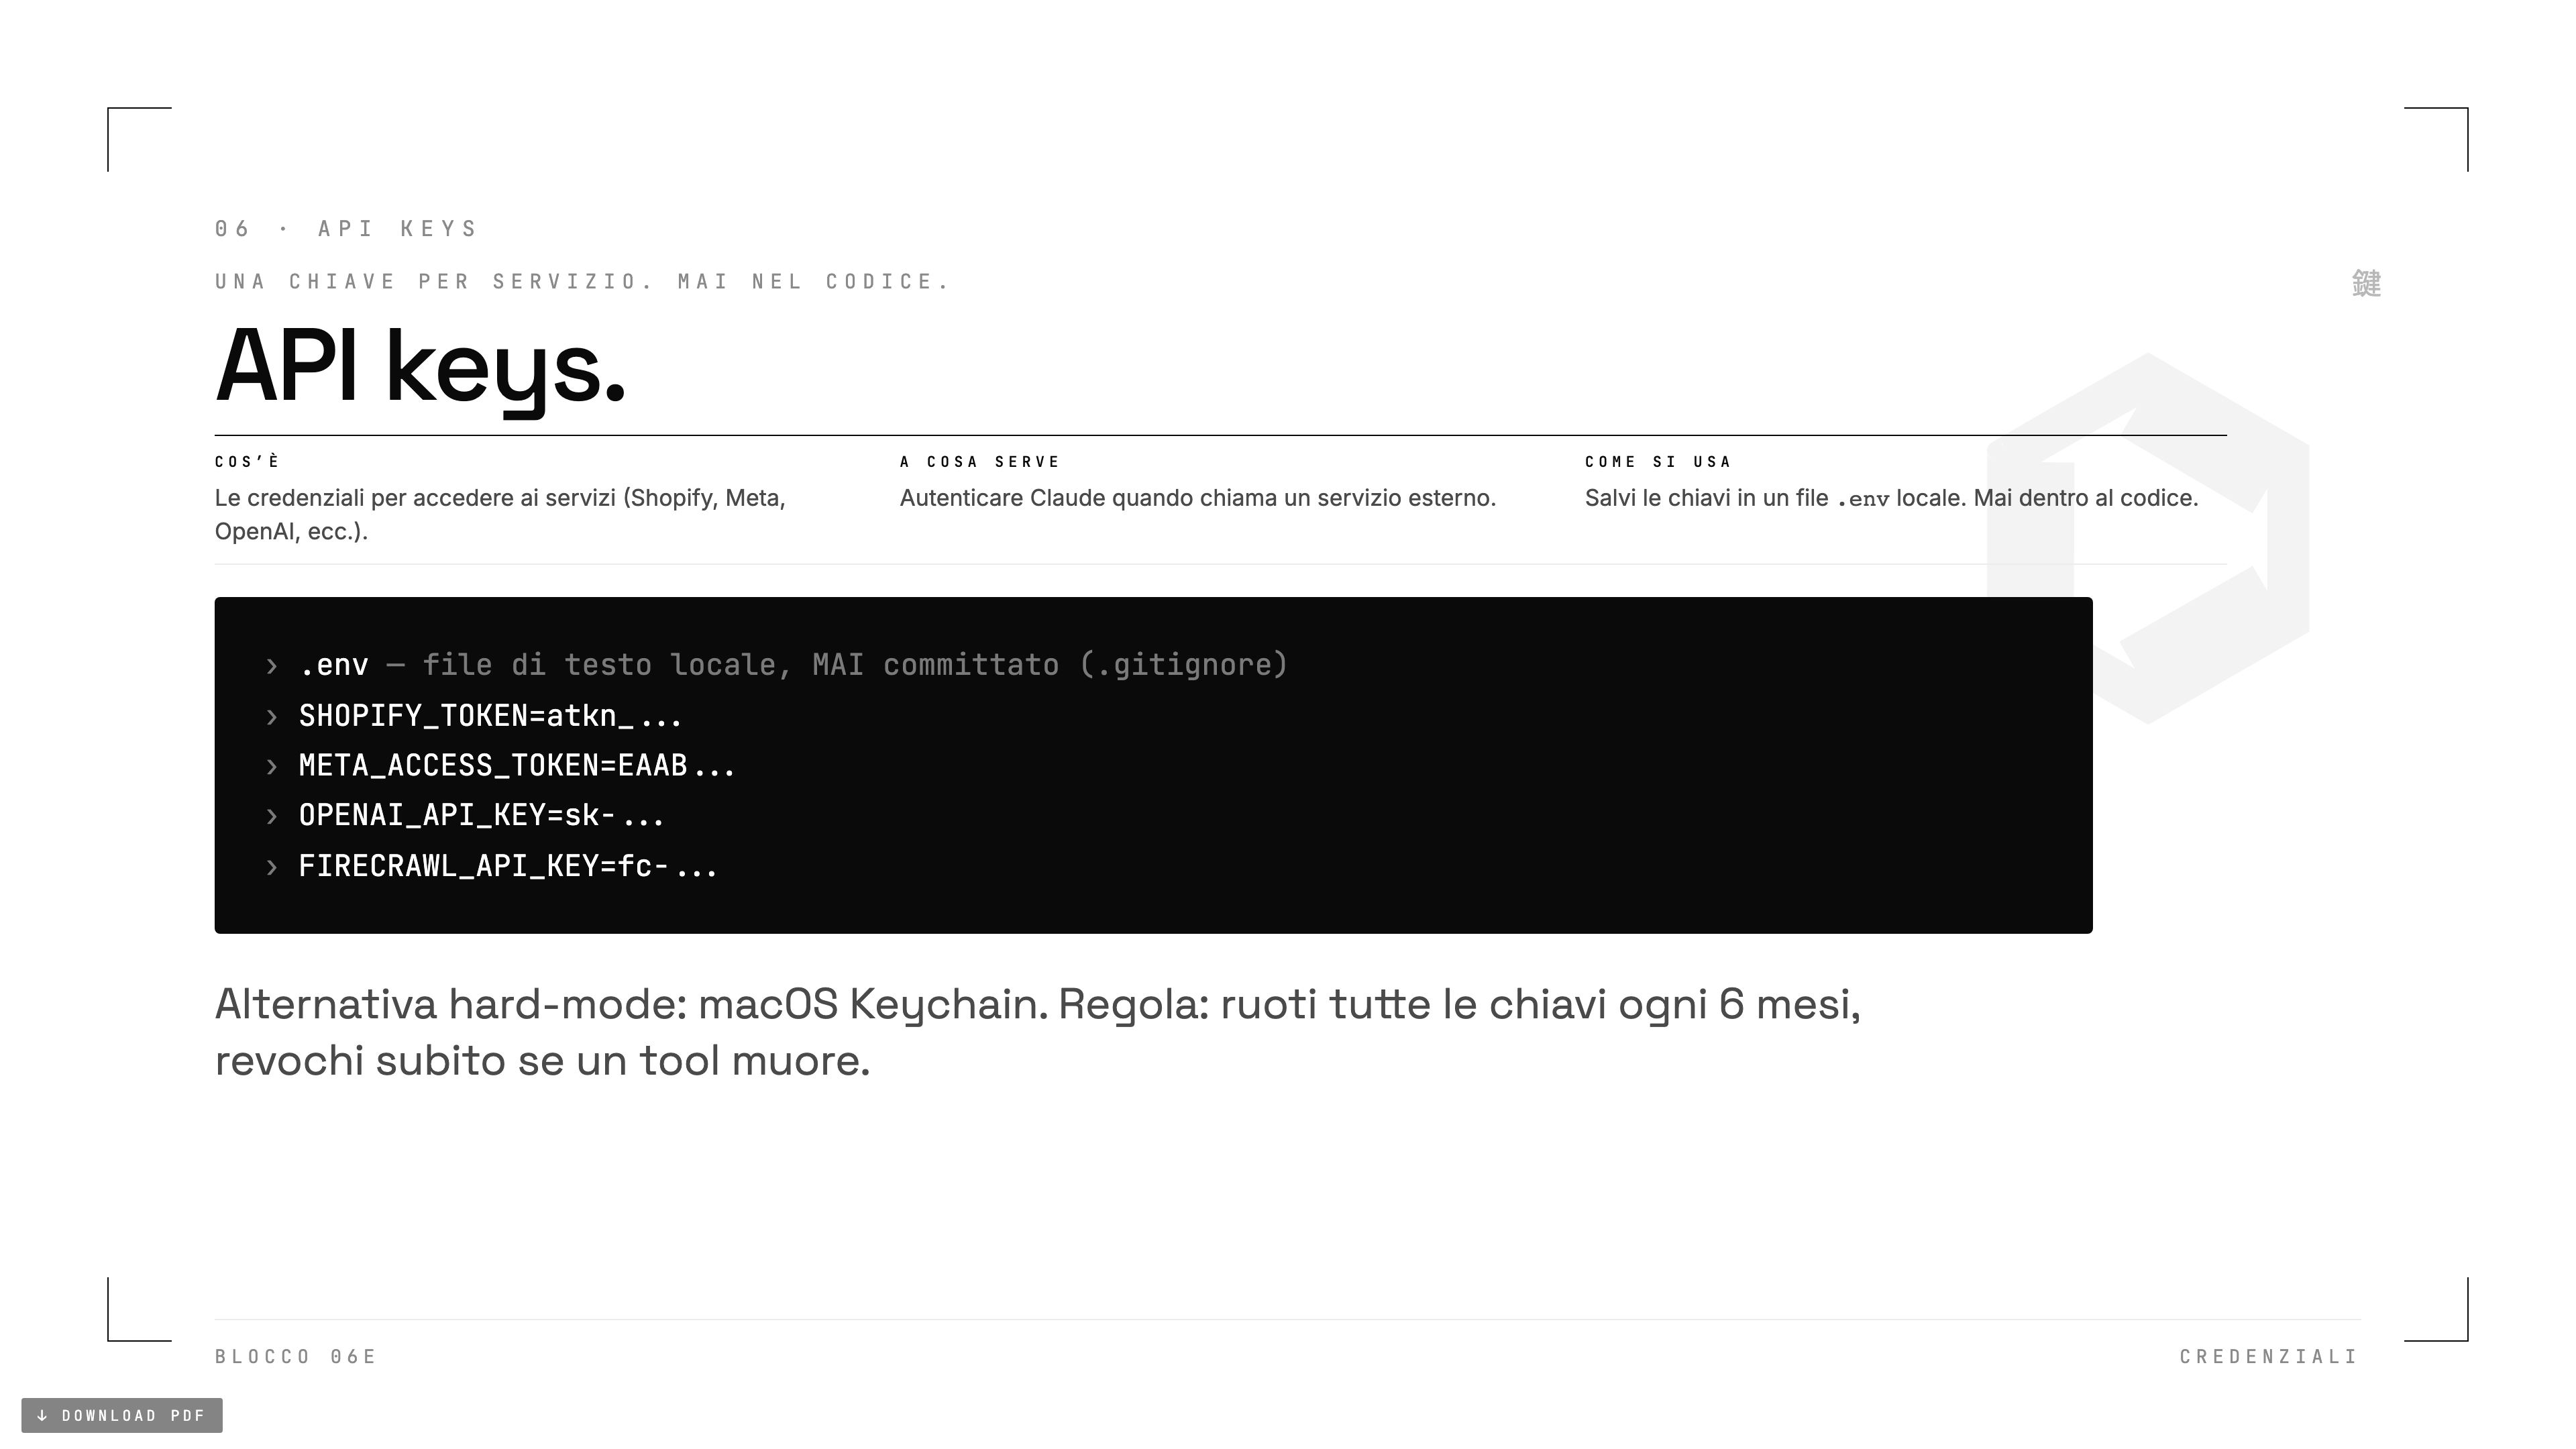 06 · API KEYS
UNA CHIAVE PER SERVIZIO. MAI NEL CODICE.
鍵
API keys.
COS’È
Le credenziali per accedere ai servizi (Shopify, Meta,
OpenAI, ecc.).
A COSA SERVE
Autenticare Claude quando chiama un servizio esterno.
COME SI USA
Salvi le chiavi in un file .env locale. Mai dentro al codice.
› .env — file di testo locale, MAI committato (.gitignore)
› SHOPIFY_TOKEN=atkn_...
› META_ACCESS_TOKEN=EAAB...
› OPENAI_API_KEY=sk-...
› FIRECRAWL_API_KEY=fc-...
Alternativa hard-mode: macOS Keychain. Regola: ruoti tutte le chiavi ogni 6 mesi,
revochi subito se un tool muore.
BLOCCO 06E
CREDENZIALI
↓ DOWNLOAD PDF